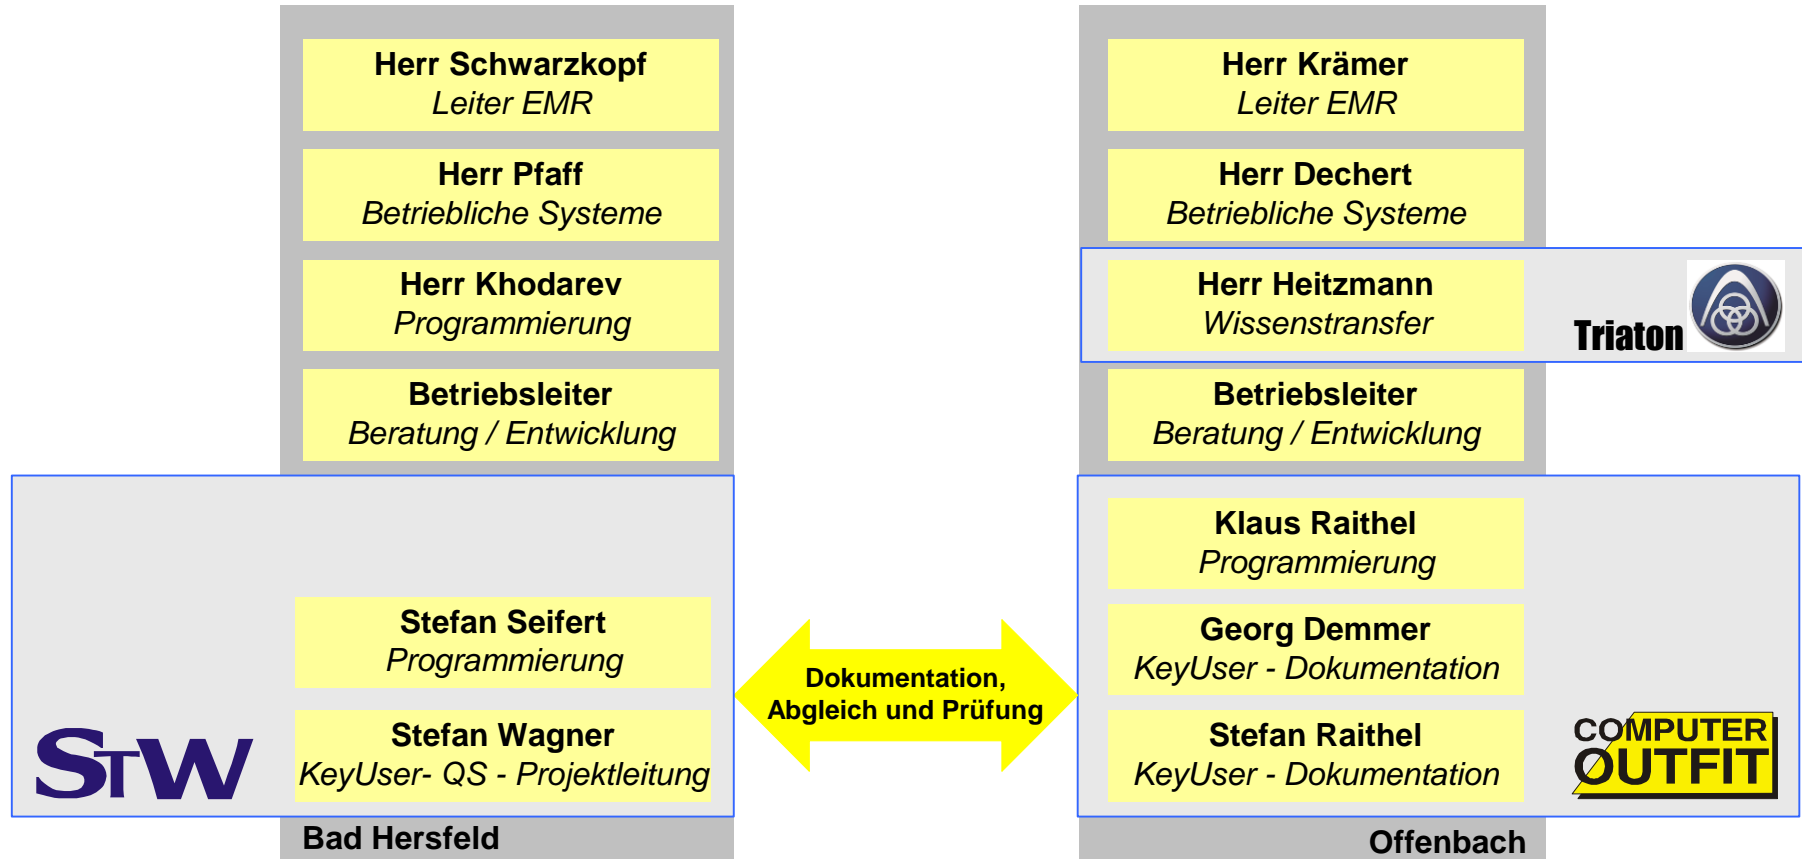 Herr Schwarzkopf
Leiter EMR
Herr Pfaff
Betriebliche Systeme
Herr Khodarev
Programmierung
Betriebsleiter
Beratung / Entwicklung
Stefan Seifert
Programmierung
Stefan Wagner
KeyUser- QS - Projektleitung
STW
Bad Hersfeld
Dokumentation,
Abgleich und Prüfung
Herr Krämer
Leiter EMR
Herr Dechert
Betriebliche Systeme
Herr Heitzmann
Wissenstransfer
Triaton
Betriebsleiter
Beratung / Entwicklung
Klaus Raithel
Programmierung
Georg Demmer
KeyUser - Dokumentation
Stefan Raithel
KeyUser - Dokumentation
COMPUTER
OUTFIT
Offenbach